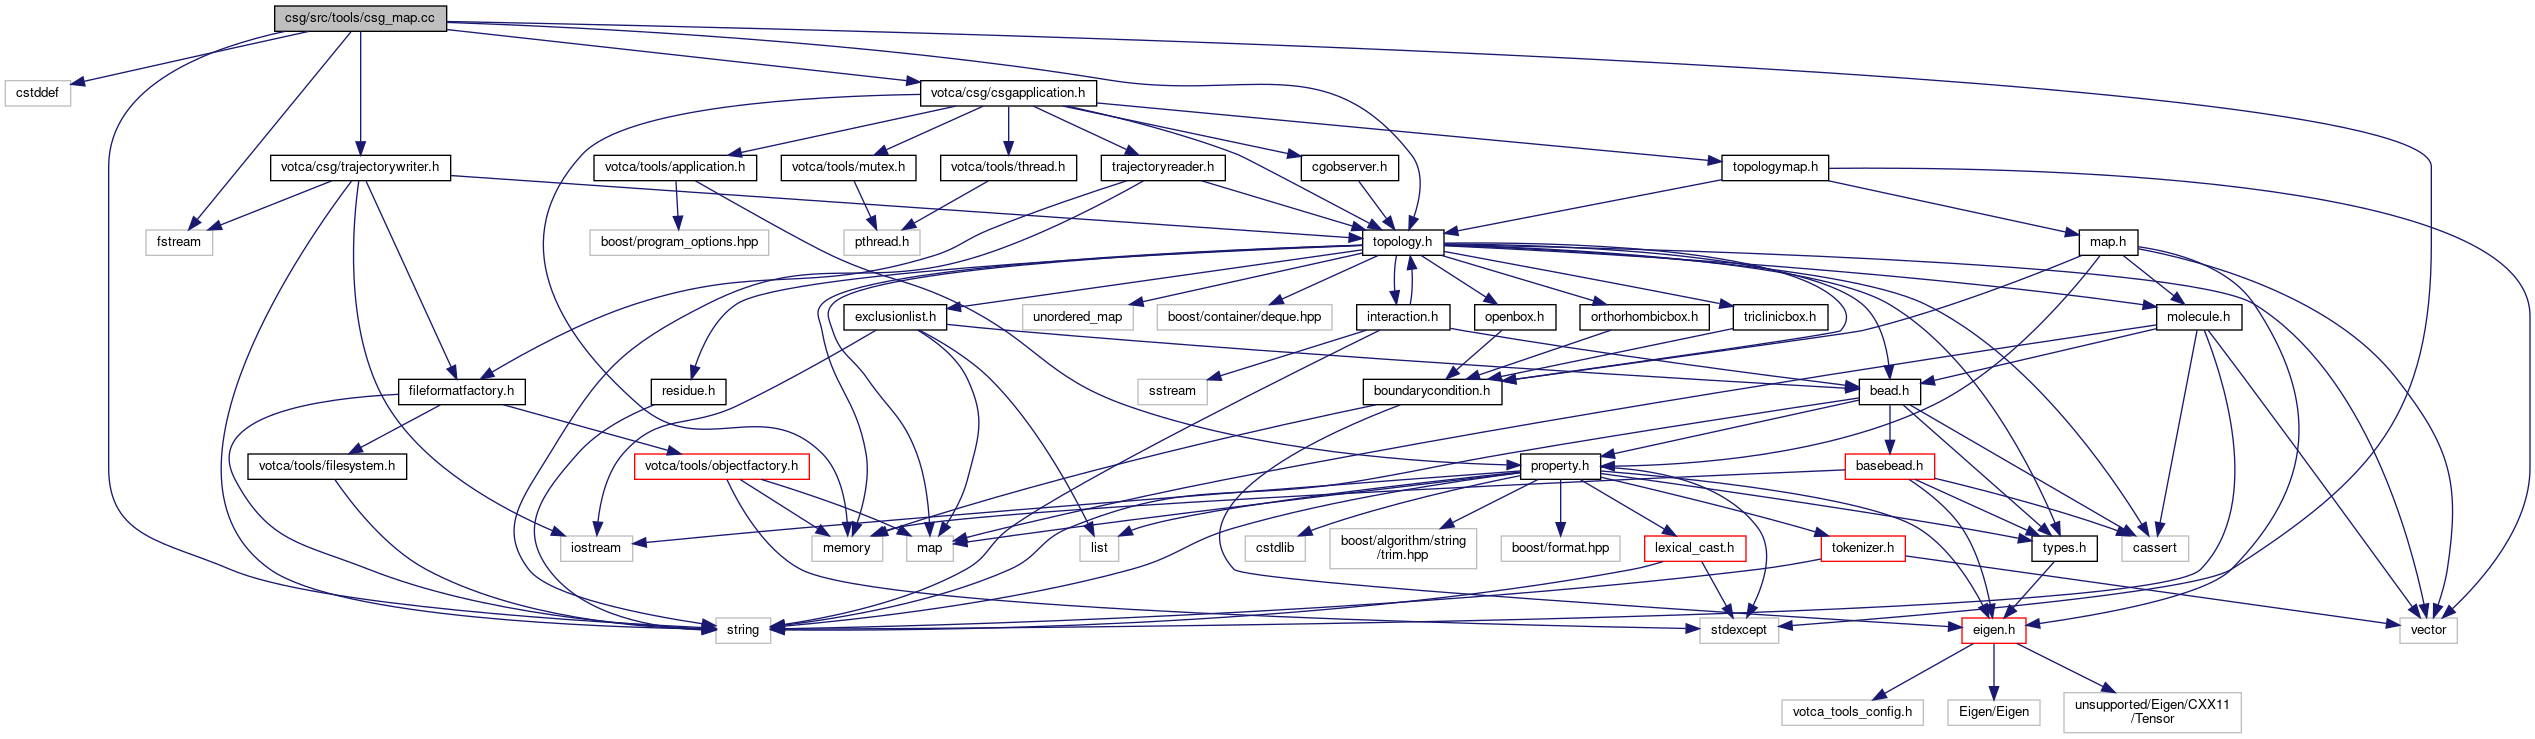 csg/src/tools/csg_map.cc
cstddef
votca/csg/csgapplication.h
votca/csg/trajectorywriter.h
votca/tools/application.h
votca/tools/mutex.h
votca/tools/thread.h
trajectoryreader.h
cgobserver.h
topologymap.h
fstream
boost/program_options.hpp
pthread.h
topology.h
map.h
exclusionlist.h
unordered_map
boost/container/deque.hpp
interaction.h
openbox.h
orthorhombicbox.h
triclinicbox.h
molecule.h
fileformatfactory.h
residue.h
sstream
boundarycondition.h
bead.h
votca/tools/filesystem.h
votca/tools/objectfactory.h
property.h
basebead.h
iostream
memory
map
list
cstdlib
boost/algorithm/string
/trim.hpp
boost/format.hpp
lexical_cast.h
tokenizer.h
types.h
cassert
string
stdexcept
eigen.h
vector
votca_tools_config.h
Eigen/Eigen
unsupported/Eigen/CXX11
/Tensor